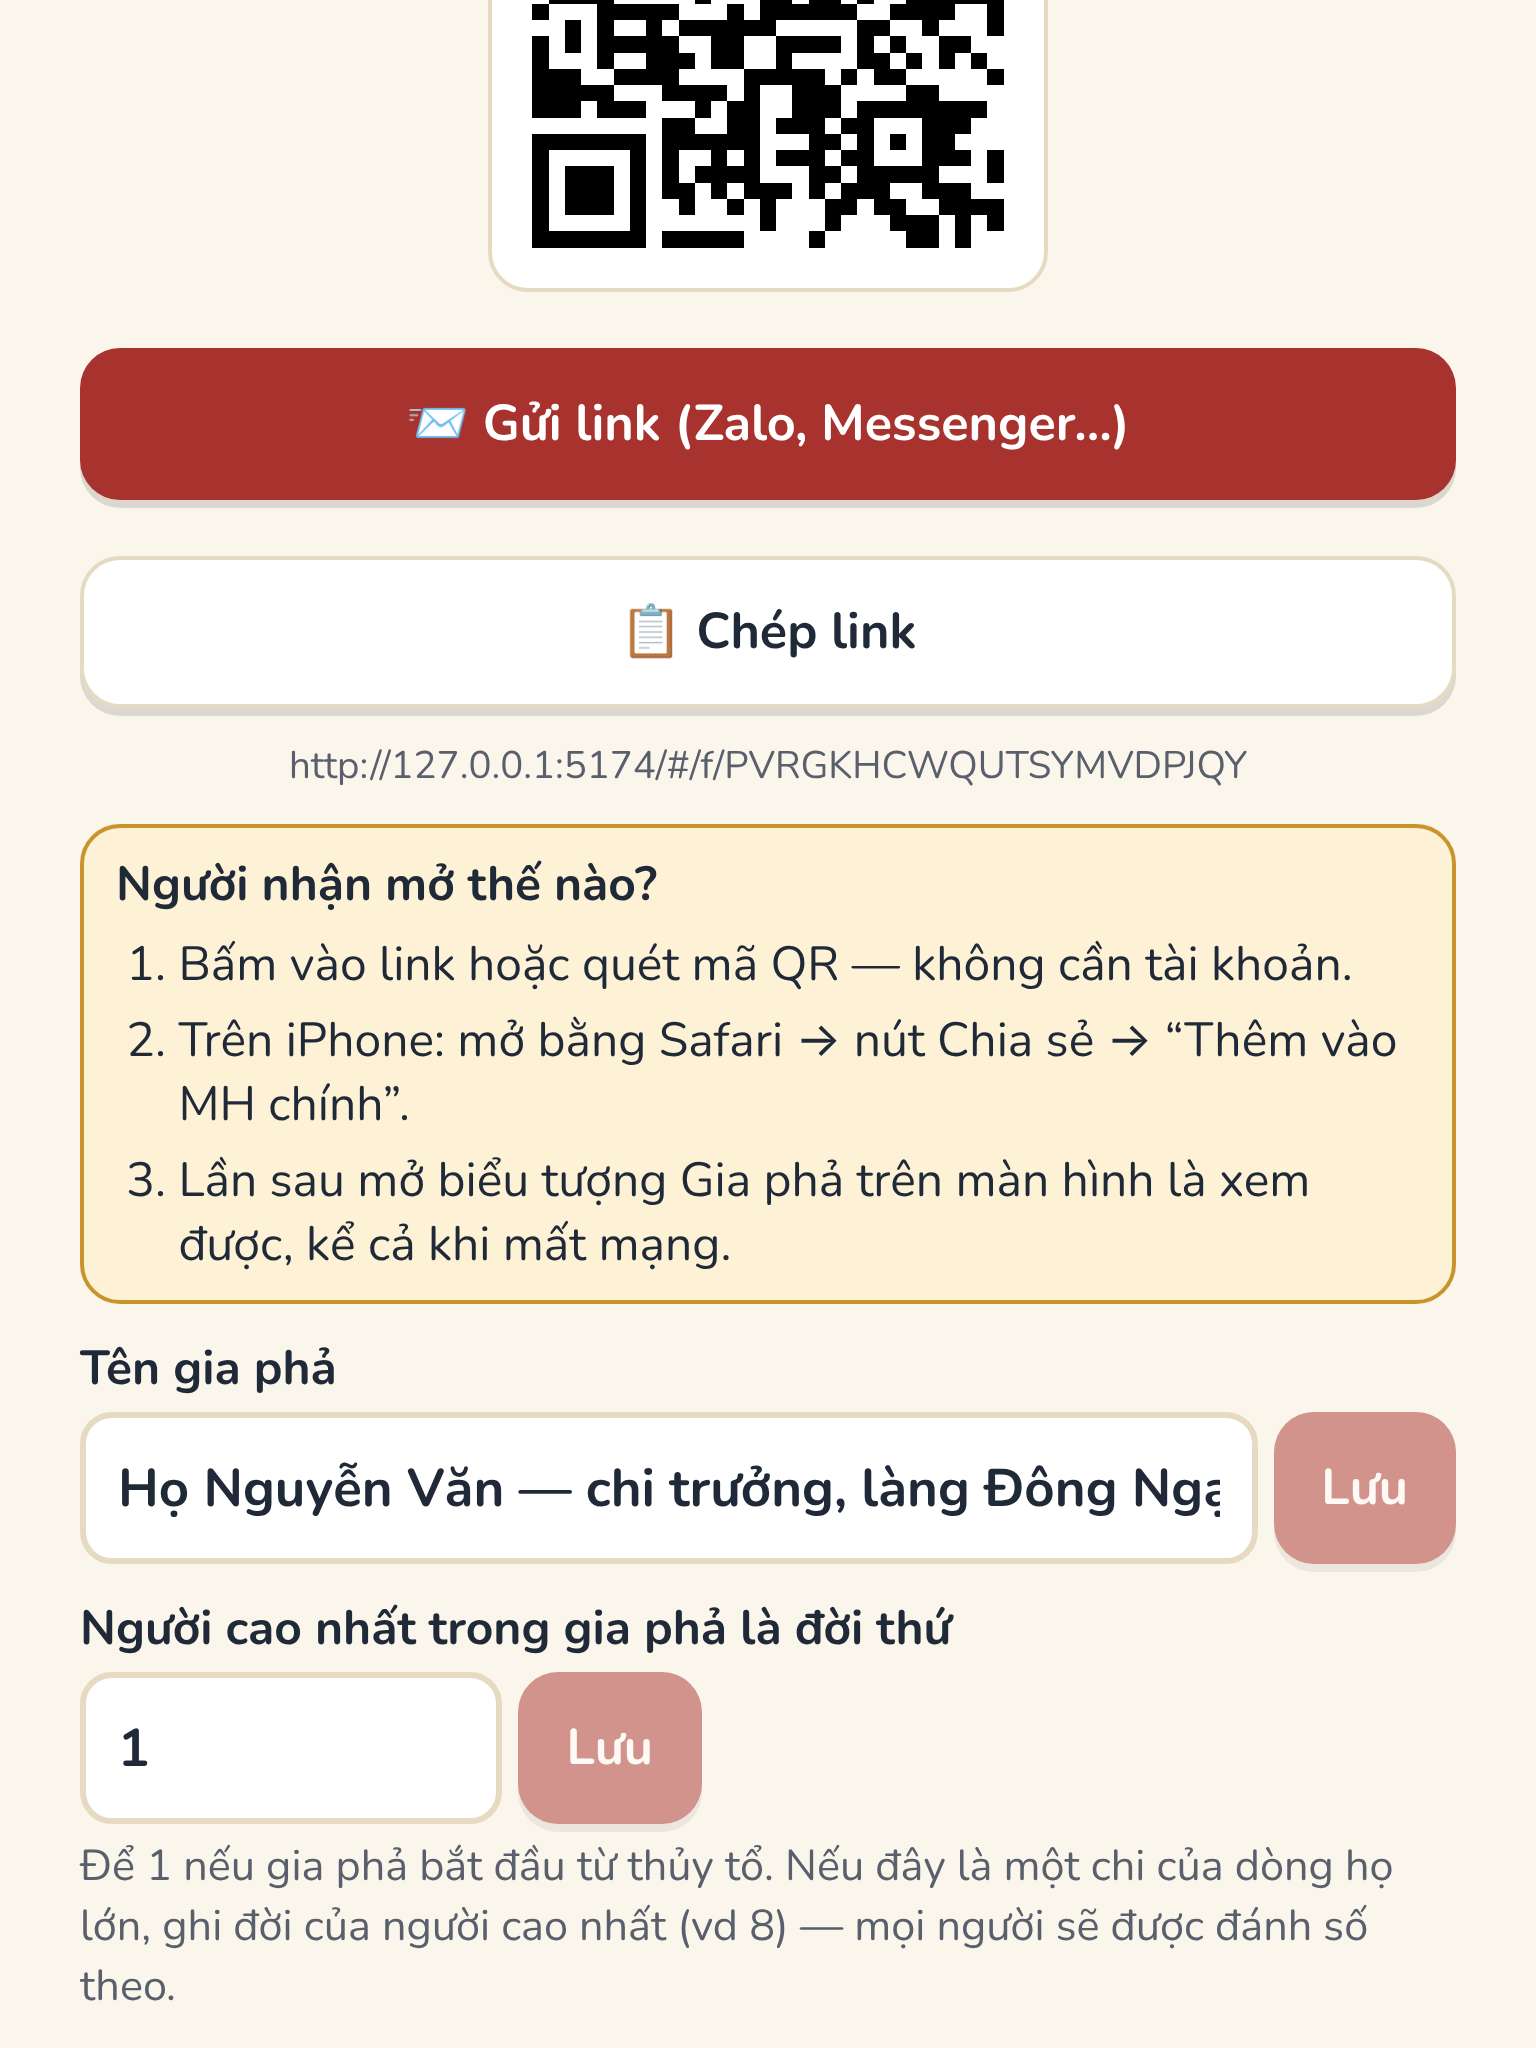 Gửi link (Zalo, Messenger...)
Chép link
http://127.0.0.1:5174/#/f/PVRGKHCWQUTSYMVDPJQY
Người nhận mở thế nào?
1. Bấm vào link hoặc quét mã QR — không cần tài khoản.
2. Trên iPhone: mở bằng Safari → nút Chia sẻ → “Thêm vào
MH chính”.
3. Lần sau mở biểu tượng Gia phả trên màn hình là xem
được, kể cả khi mất mạng.
Tên gia phả
Họ Nguyễn Văn — chi trưởng, làng Đông Ngạ
Lưu
Người cao nhất trong gia phả là đời thứ
1
Lưu
Để 1 nếu gia phả bắt đầu từ thủy tổ. Nếu đây là một chi của dòng họ
lớn, ghi đời của người cao nhất (vd 8) — mọi người sẽ được đánh số
theo.